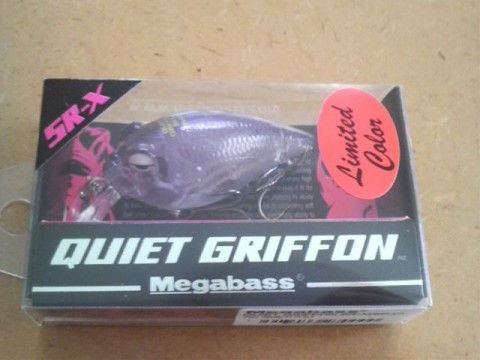 SR-X
Limited
Color
QUIET GRIFFON
Megabass®